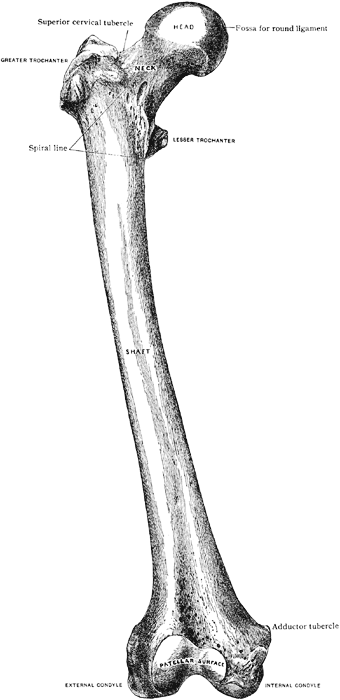 Superior cervical tubercle
HEAD
Fossa for round ligament
GREATER TROCHANTER
NECK
LESSER TROCHANTER
Spiral line
SHAFT
Adductor tubercle
PATELLAR SURFACE
EXTERNAL CONDYLE
INTERNAL CONDYLE